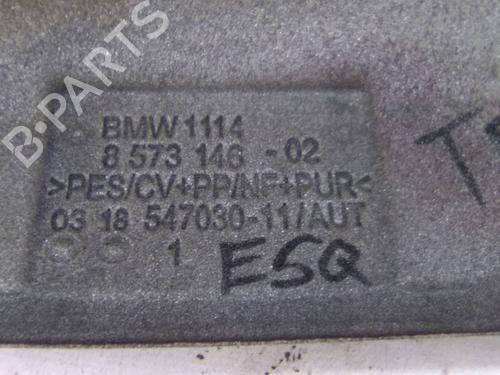 B-PARTS
BMW 1114
8 573 146 - 02
>PES/CV+PP/NF+PUR<
03 18 547030-11/AUT
1 ESQ